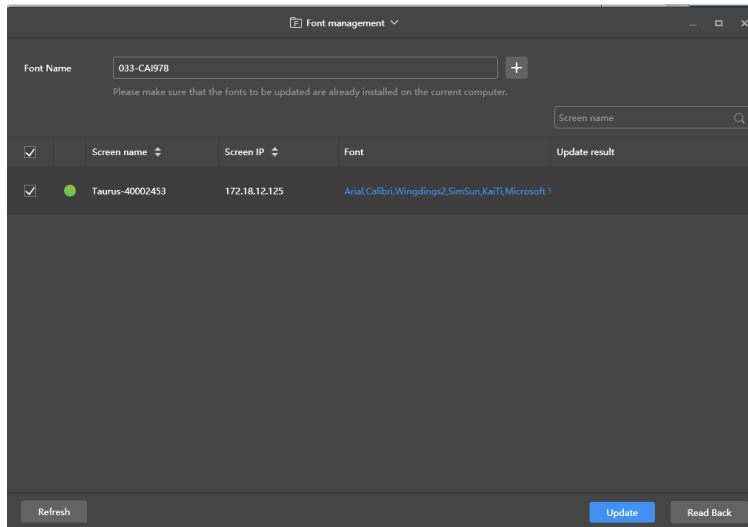 Font management
Font Name
033-CAI978
+
Please make sure that the fonts to be updated are already installed on the current computer.
Screen name
Screen name Screen IP Font Update result
Taurus-40002453 172.18.12.125 Arial,Calibri,Wingdings2,SimSun,KaiTi,Microsoft
Refresh Update Read Back